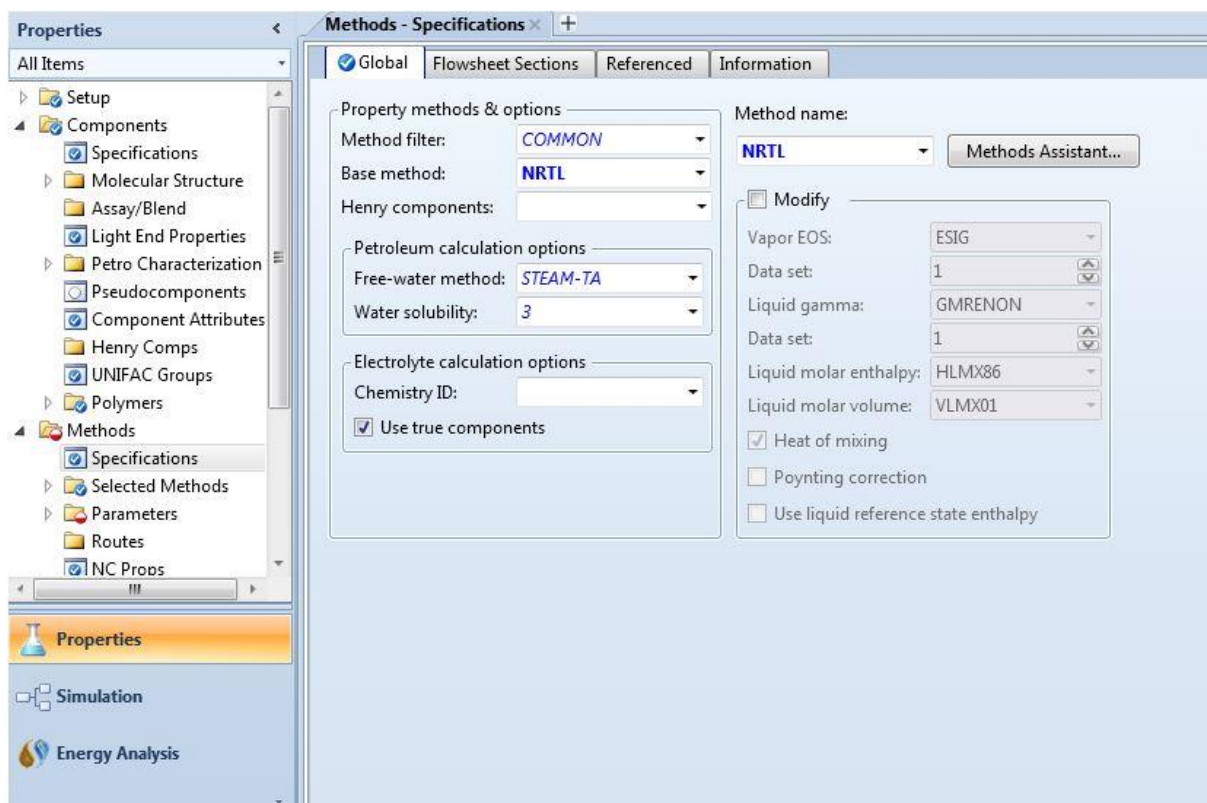 Properties
All Items
Setup
Components
Specifications
Molecular Structure
Assay/Blend
Light End Properties
Petro Characterization
Pseudocomponents
Component Attributes
Henry Comps
UNIFAC Groups
Polymers
Methods
Specifications
Selected Methods
Parameters
Routes
NC Props
Properties
Simulation
Energy Analysis
Methods - Specifications
Global Flowsheet Sections Referenced Information
Property methods & options
Method filter: COMMON
Base method: NRTL
Henry components:
Petroleum calculation options
Free-water method: STEAM-TA
Water solubility: 3
Electrolyte calculation options
Chemistry ID:
Use true components
Method name:
NRTL Methods Assistant...
Modify
Vapor EOS: ESIG
Data set: 1
Liquid gamma: GMRENON
Data set: 1
Liquid molar enthalpy: HLMX86
Liquid molar volume: VLMX01
Heat of mixing
Poynting correction
Use liquid reference state enthalpy